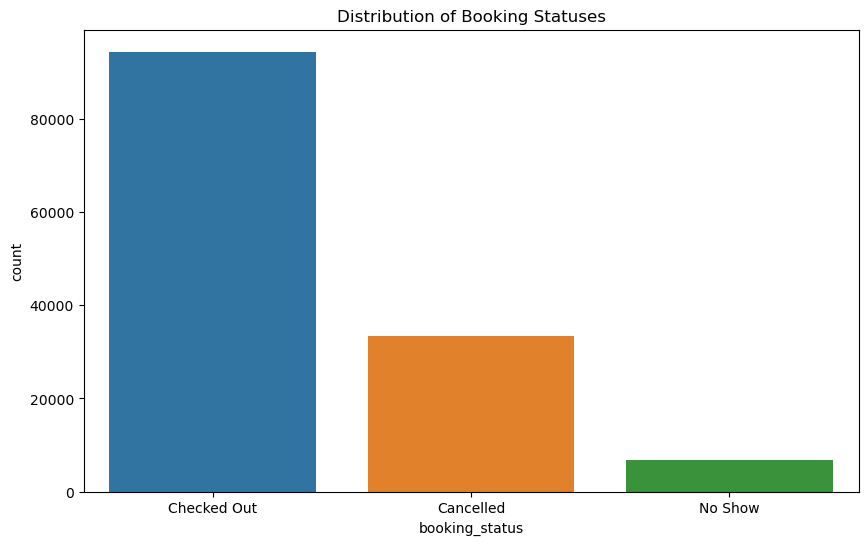 Distribution of Booking Statuses
80000
60000
40000
20000
0
count
Checked Out
Cancelled
No Show
booking_status